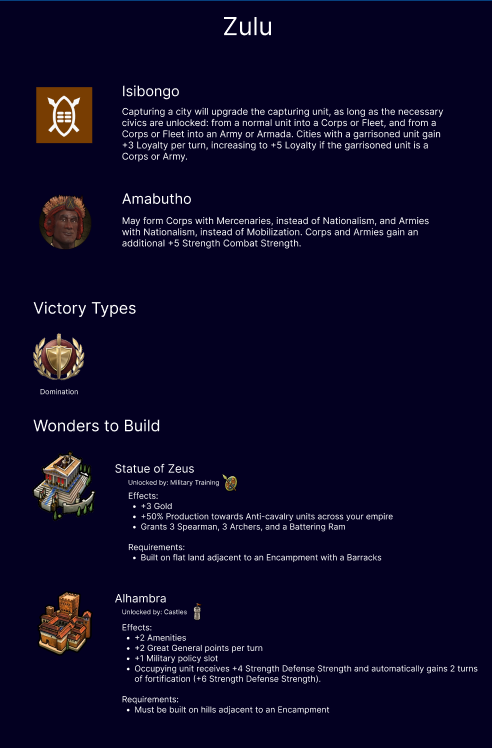 Zulu
Isibongo
Capturing a city will upgrade the capturing unit, as long as the necessary
civics are unlocked: from a normal unit into a Corps or Fleet, and from a
Corps or Fleet into an Army or Armada. Cities with a garrisoned unit gain
+3 Loyalty per turn, increasing to +5 Loyalty if the garrisoned unit is a
Corps or Army.
Amabutho
May form Corps with Mercenaries, instead of Nationalism, and Armies
with Nationalism, instead of Mobilization. Corps and Armies gain an
additional +5 Strength Combat Strength.
Victory Types
Domination
Wonders to Build
Statue of Zeus
Unlocked by: Military Training
Effects:
• +3 Gold
• +50% Production towards Anti-cavalry units across your empire
• Grants 3 Spearman, 3 Archers, and a Battering Ram
Requirements:
• Built on flat land adjacent to an Encampment with a Barracks
Alhambra
Unlocked by: Castles
Effects:
• +2 Amenities
• +2 Great General points per turn
• +1 Military policy slot
• Occupying unit receives +4 Strength Defense Strength and automatically gains 2 turns
of fortification (+6 Strength Defense Strength).
Requirements:
• Must be built on hills adjacent to an Encampment